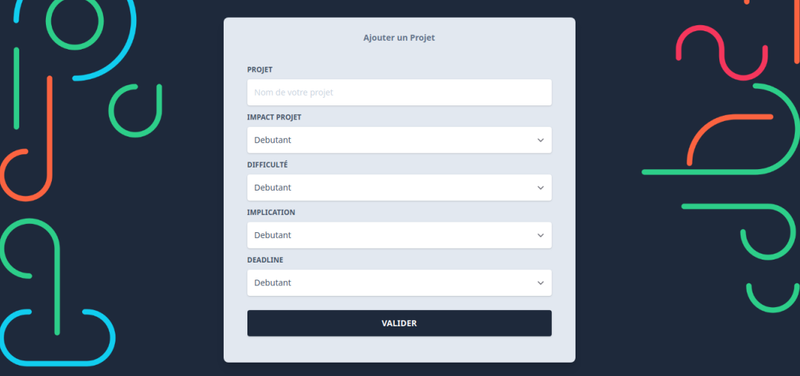 Ajouter un Projet
PROJET
Nom de votre projet
IMPACT PROJET
Debutant
DIFFICULTÉ
Debutant
IMPLICATION
Debutant
DEADLINE
Debutant
VALIDER